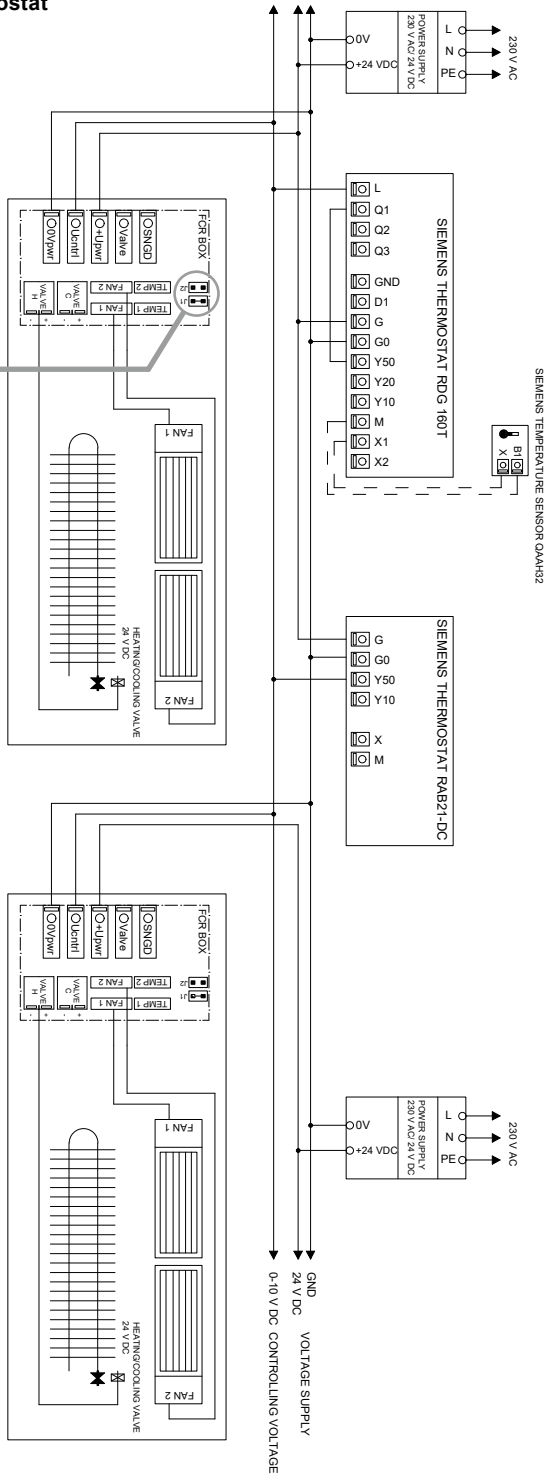 ostat
POWER SUPPLY
230 V AC/ 24 V DC
0V
+24 VDC
L
N
PE
230 V AC
FCR BOX
0Vpwr
Ucntrl
+Upwr
Valve
SNGD
VALVE
H
- +
VALVE
C
- +
FAN 2
FAN 1
TEMP 2
TEMP 1
J2
J1
FAN 1
FAN 2
HEATING/COOLING VALVE
24 V DC
SIEMENS THERMOSTAT RDG 160T
L
Q1
Q2
Q3
GND
D1
G
G0
Y50
Y20
Y10
M
X1
X2
SIEMENS TEMPERATURE SENSOR QAAH32
B1
X
SIEMENS THERMOSTAT RAB21-DC
G
G0
Y50
Y10
X
M
FCR BOX
0Vpwr
Ucntrl
+Upwr
Valve
SNGD
VALVE
H
- +
VALVE
C
- +
FAN 2
FAN 1
TEMP 2
TEMP 1
J2
J1
FAN 1
FAN 2
HEATING/COOLING VALVE
24 V DC
POWER SUPPLY
230 V AC/ 24 V DC
0V
+24 VDC
L
N
PE
230 V AC
GND
24 V DC
VOLTAGE SUPPLY
0-10 V DC CONTROLLING VOLTAGE